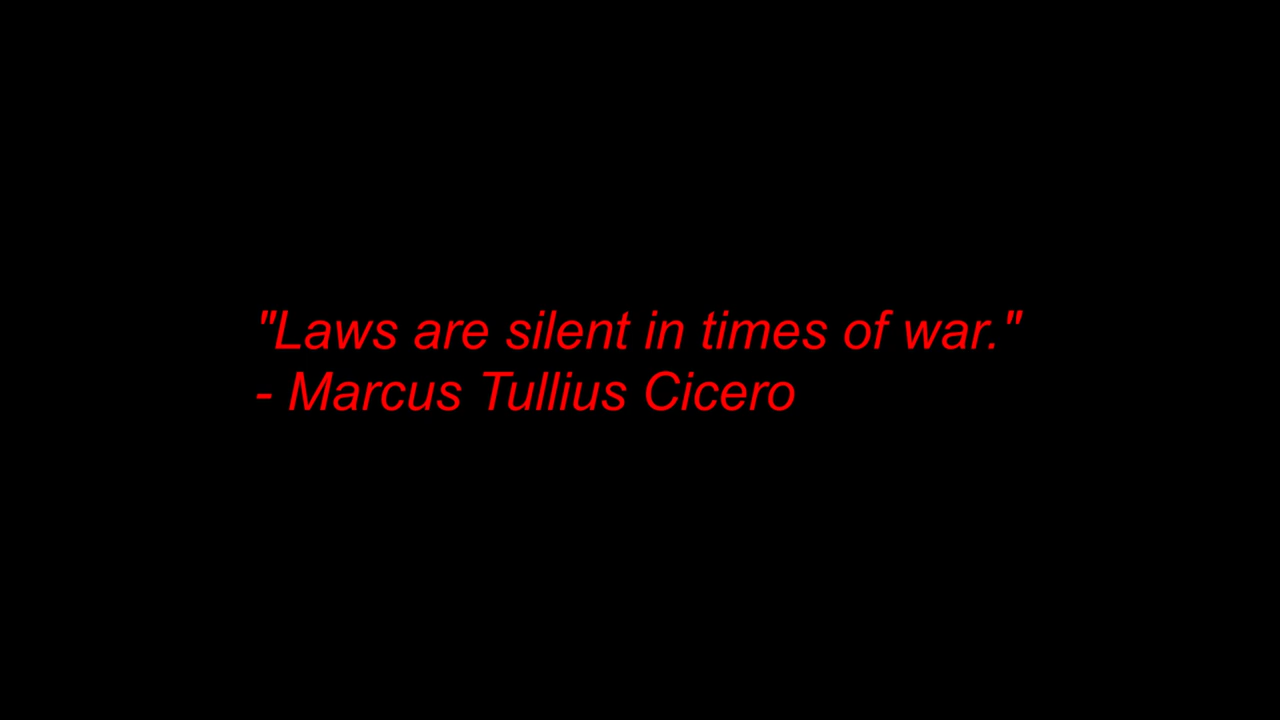 "Laws are silent in times of war."
- Marcus Tullius Cicero